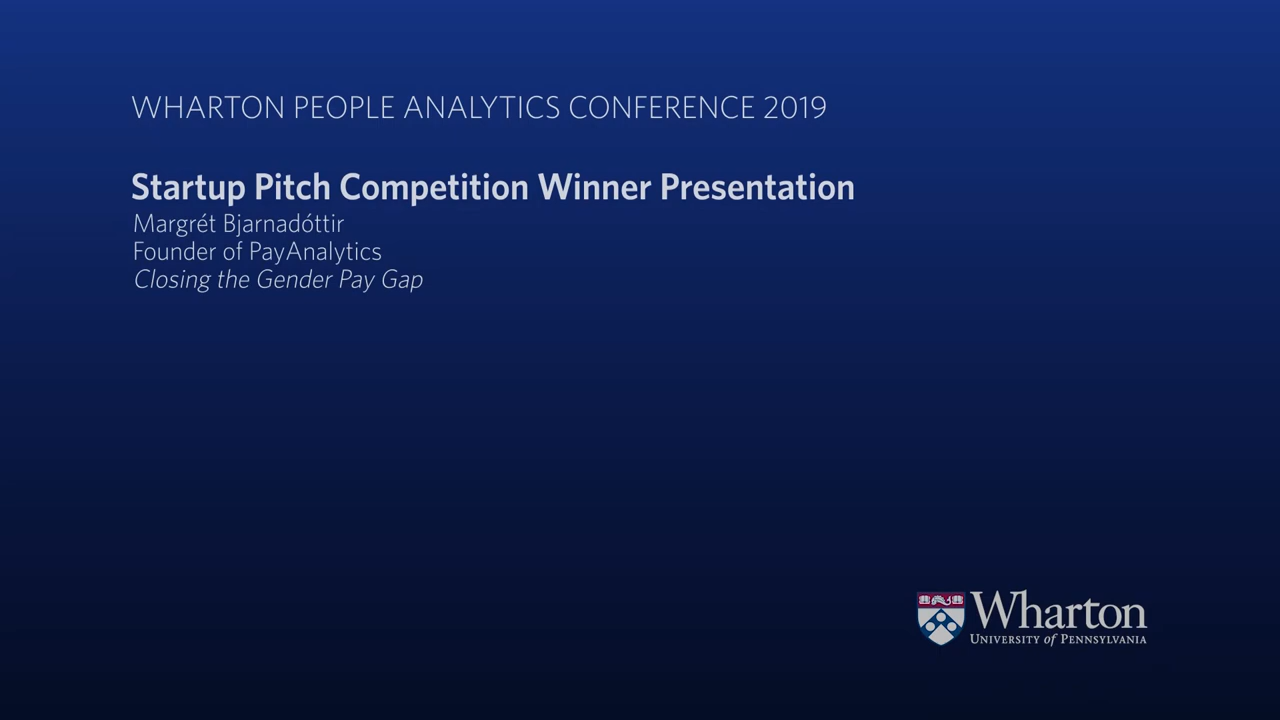 WHARTON PEOPLE ANALYTICS CONFERENCE 2019
Startup Pitch Competition Winner Presentation
Margrét Bjarnadóttir
Founder of PayAnalytics
Closing the Gender Pay Gap
Wharton
UNIVERSITY of PENNSYLVANIA